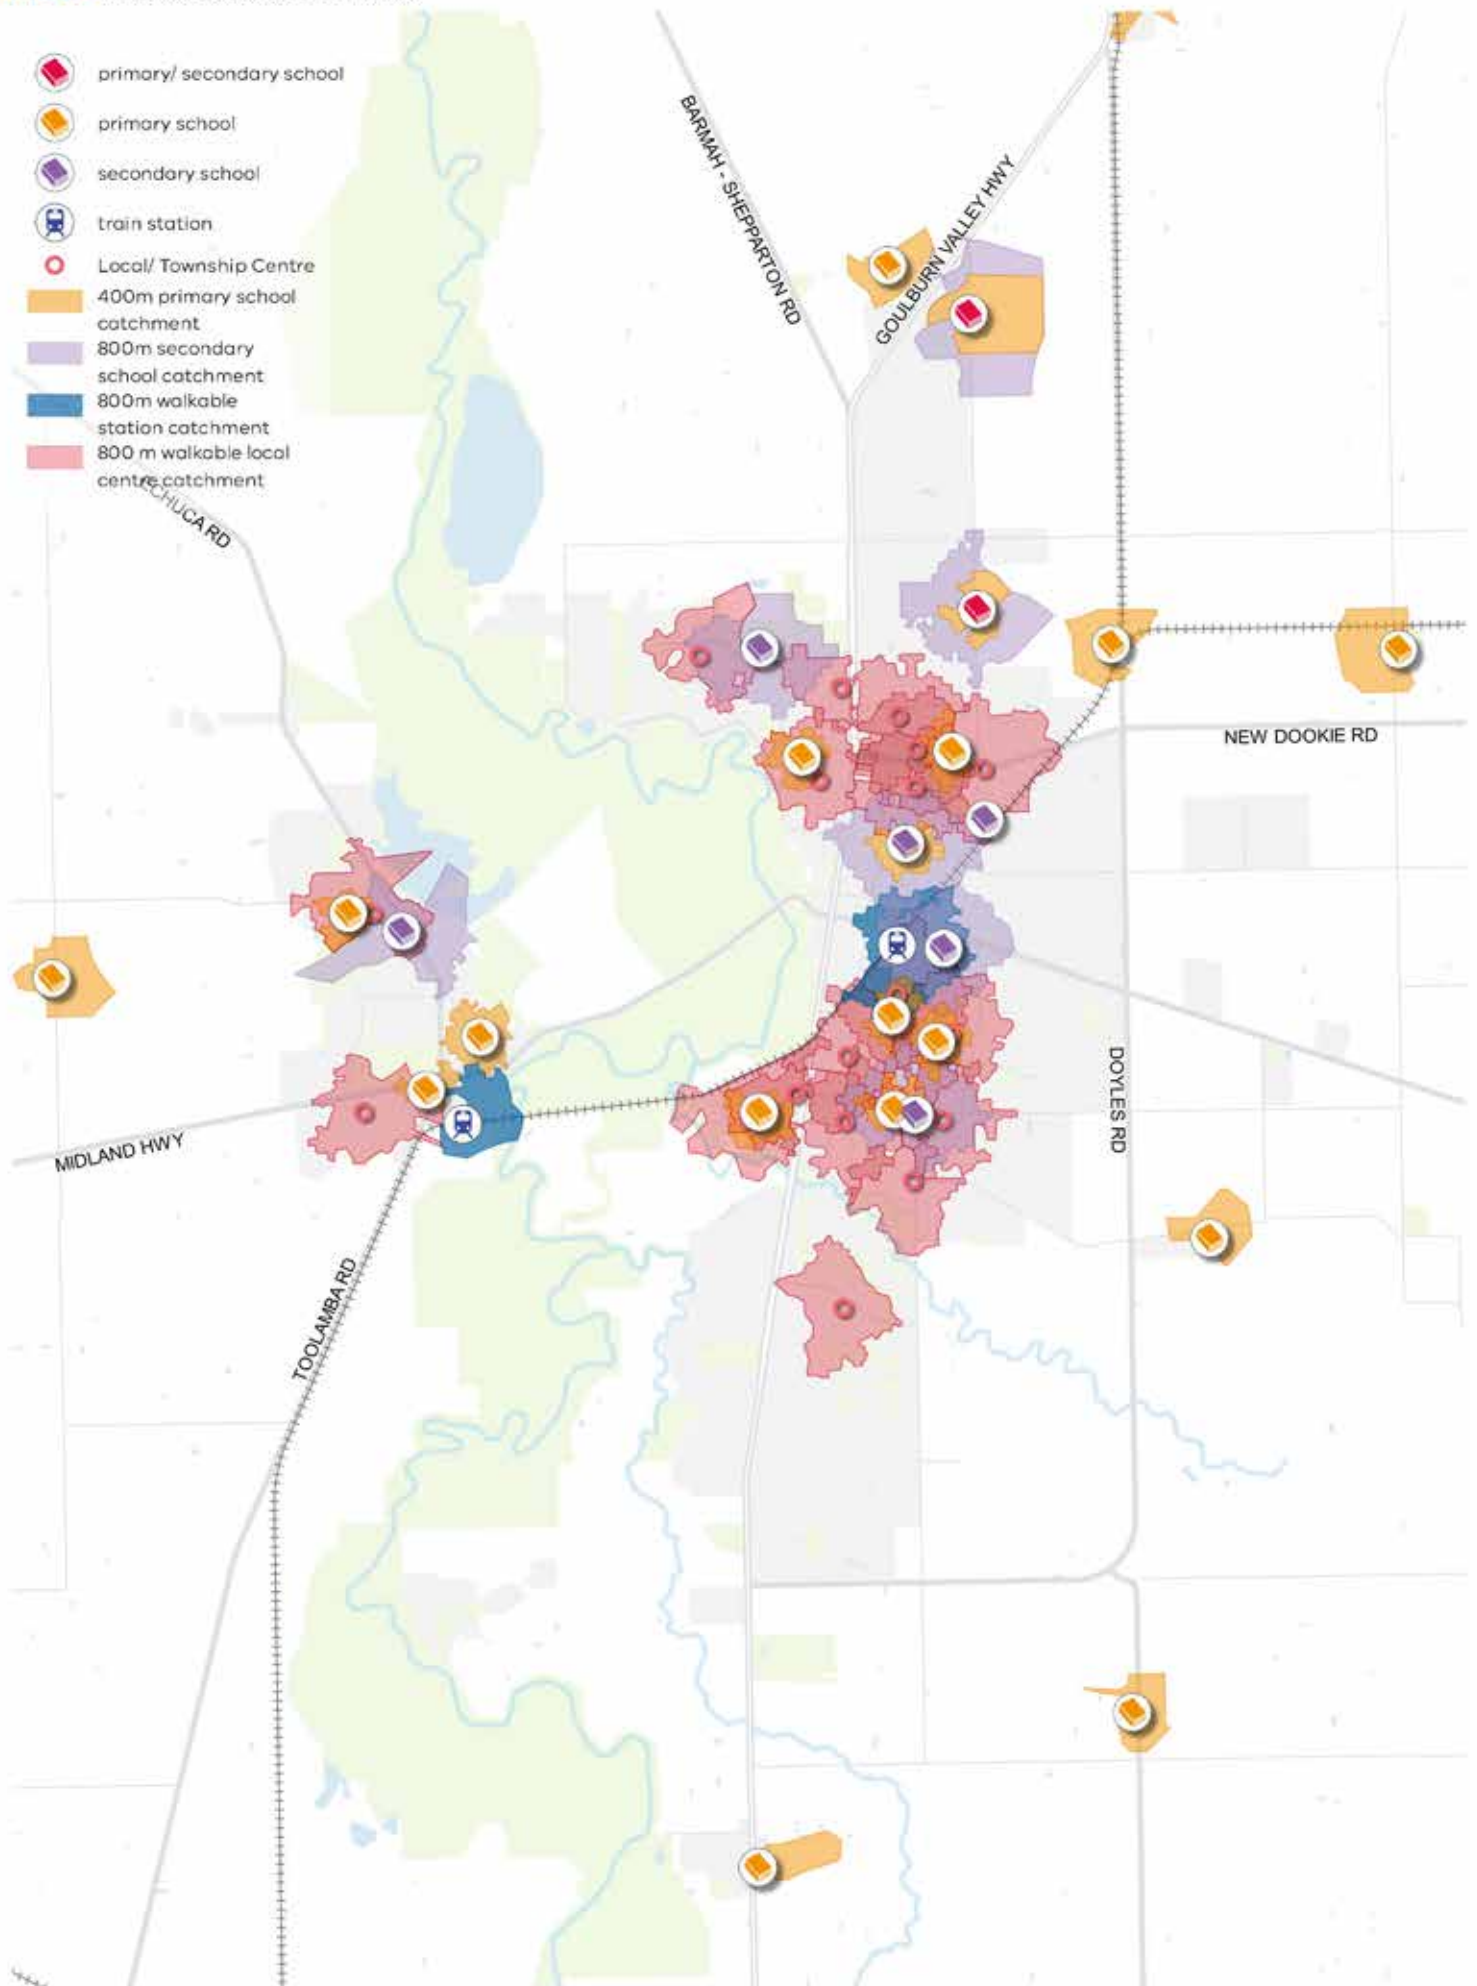 primary/ secondary school
primary school
secondary school
train station
Local/ Township Centre
400m primary school
catchment
800m secondary
school catchment
800m walkable
station catchment
800 m walkable local
centre catchment
ECHUCA RD
BARMAH - SHEPPARTON RD
GOULBURN VALLEY HWY
NEW DOOKIE RD
DOYLES RD
MIDLAND HWY
TOOLAMBA RD